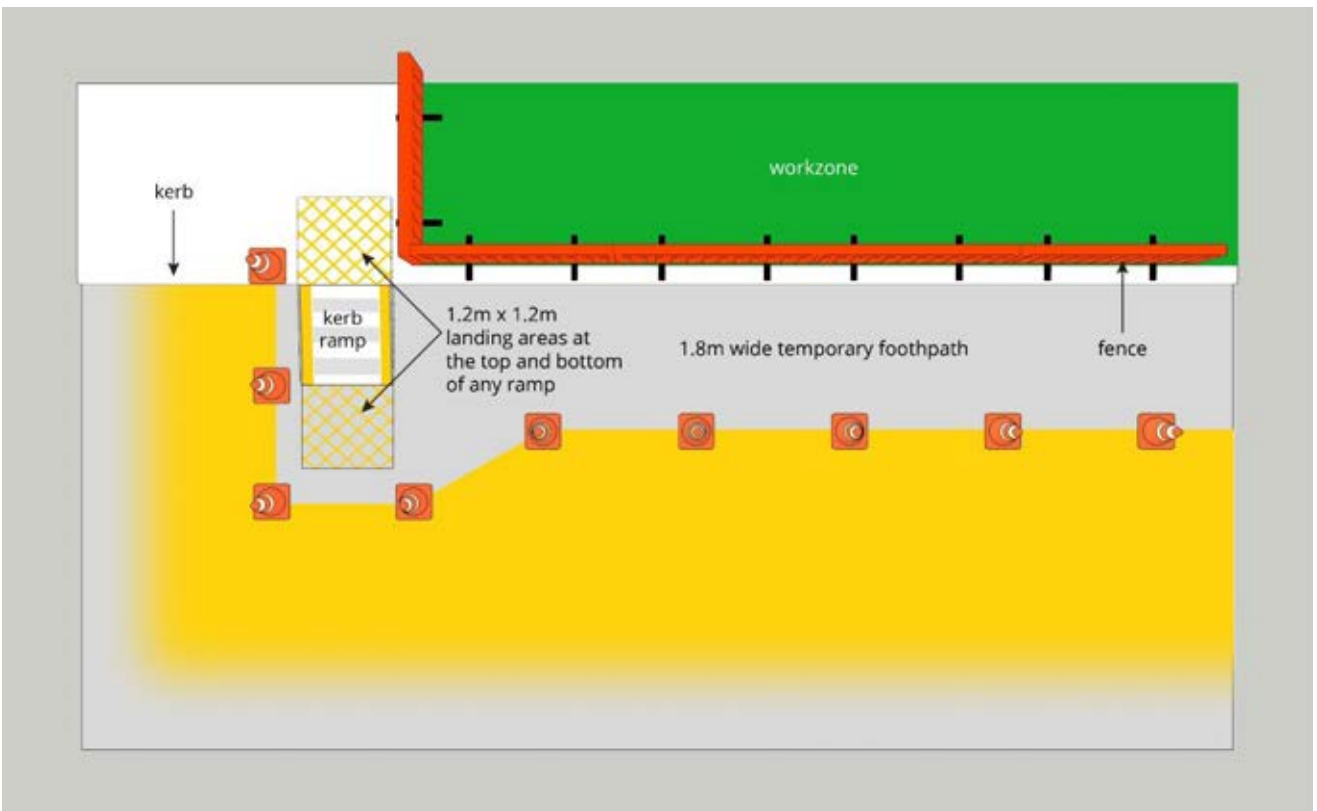 workzone
kerb
kerb
ramp
1.2m x 1.2m
landing areas at
the top and bottom
of any ramp
1.8m wide temporary foothpath
fence